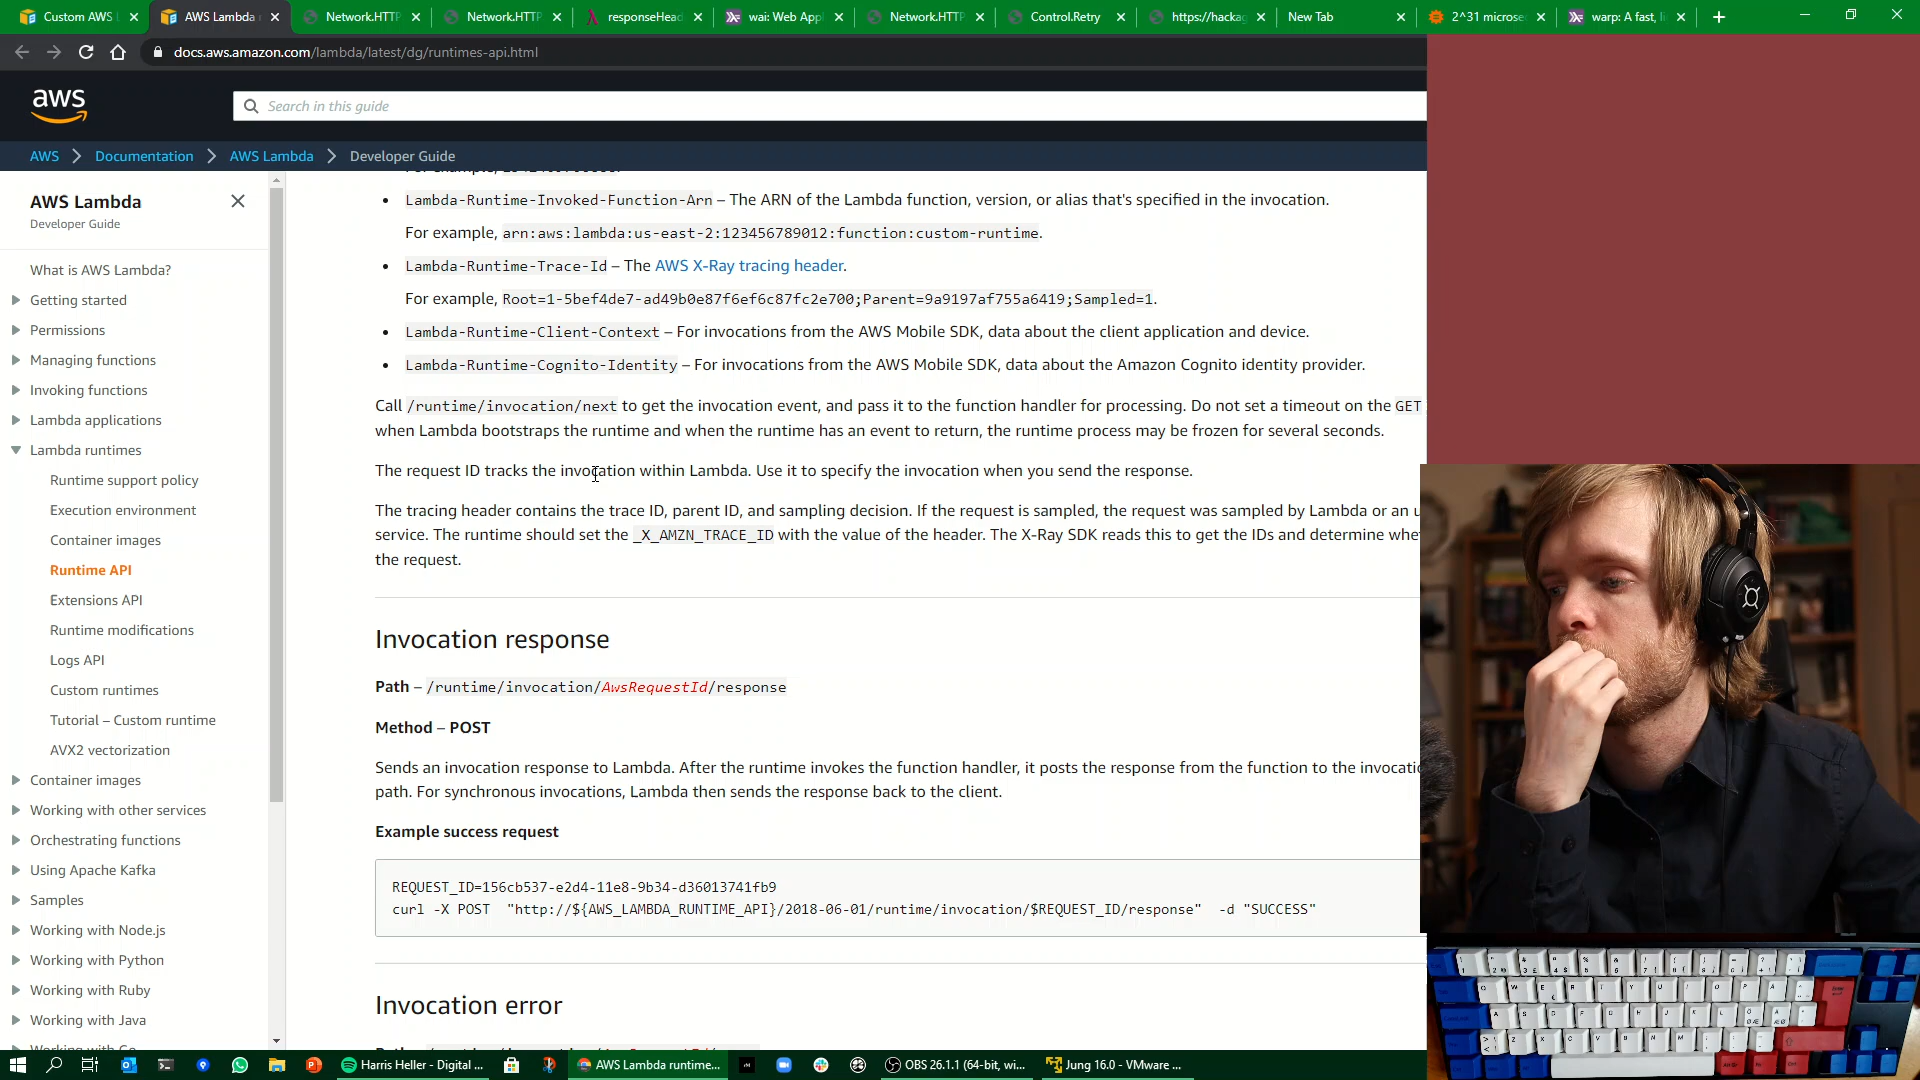 Custom AWS L
AWS Lambda r
Network.HTTP
Network.HTTP
responseHead
wai: Web Appl
Network.HTTP
Control.Retry
https://hackag
New Tab
2^31 microsec
warp: A fast, li
docs.aws.amazon.com/lambda/latest/dg/runtimes-api.html
aws
Search in this guide
AWS > Documentation > AWS Lambda > Developer Guide
AWS Lambda
Developer Guide
What is AWS Lambda?
Getting started
Permissions
Managing functions
Invoking functions
Lambda applications
Lambda runtimes
Runtime support policy
Execution environment
Container images
Runtime API
Extensions API
Runtime modifications
Logs API
Custom runtimes
Tutorial – Custom runtime
AVX2 vectorization
Container images
Working with other services
Orchestrating functions
Using Apache Kafka
Samples
Working with Node.js
Working with Python
Working with Ruby
Working with Java
• Lambda-Runtime-Invoked-Function-Arn – The ARN of the Lambda function, version, or alias that's specified in the invocation.
For example, arn:aws:lambda:us-east-2:123456789012:function:custom-runtime.
• Lambda-Runtime-Trace-Id – The AWS X-Ray tracing header.
For example, Root=1-5bef4de7-ad49b0e87f6ef6c87fc2e700;Parent=9a9197af755a6419;Sampled=1.
• Lambda-Runtime-Client-Context – For invocations from the AWS Mobile SDK, data about the client application and device.
• Lambda-Runtime-Cognito-Identity – For invocations from the AWS Mobile SDK, data about the Amazon Cognito identity provider.
Call /runtime/invocation/next to get the invocation event, and pass it to the function handler for processing. Do not set a timeout on the GET
when Lambda bootstraps the runtime and when the runtime has an event to return, the runtime process may be frozen for several seconds.
The request ID tracks the invocation within Lambda. Use it to specify the invocation when you send the response.
The tracing header contains the trace ID, parent ID, and sampling decision. If the request is sampled, the request was sampled by Lambda or an u
service. The runtime should set the _X_AMZN_TRACE_ID with the value of the header. The X-Ray SDK reads this to get the IDs and determine whe
the request.
Invocation response
Path – /runtime/invocation/AwsRequestId/response
Method – POST
Sends an invocation response to Lambda. After the runtime invokes the function handler, it posts the response from the function to the invocatio
path. For synchronous invocations, Lambda then sends the response back to the client.
Example success request
REQUEST_ID=156cb537-e2d4-11e8-9b34-d36013741fb9
curl -X POST "http://${AWS_LAMBDA_RUNTIME_API}/2018-06-01/runtime/invocation/$REQUEST_ID/response" -d "SUCCESS"
Invocation error
Harris Heller - Digital ...
AWS Lambda runtime...
OBS 26.1.1 (64-bit, wi...
Jung 16.0 - VMware ...